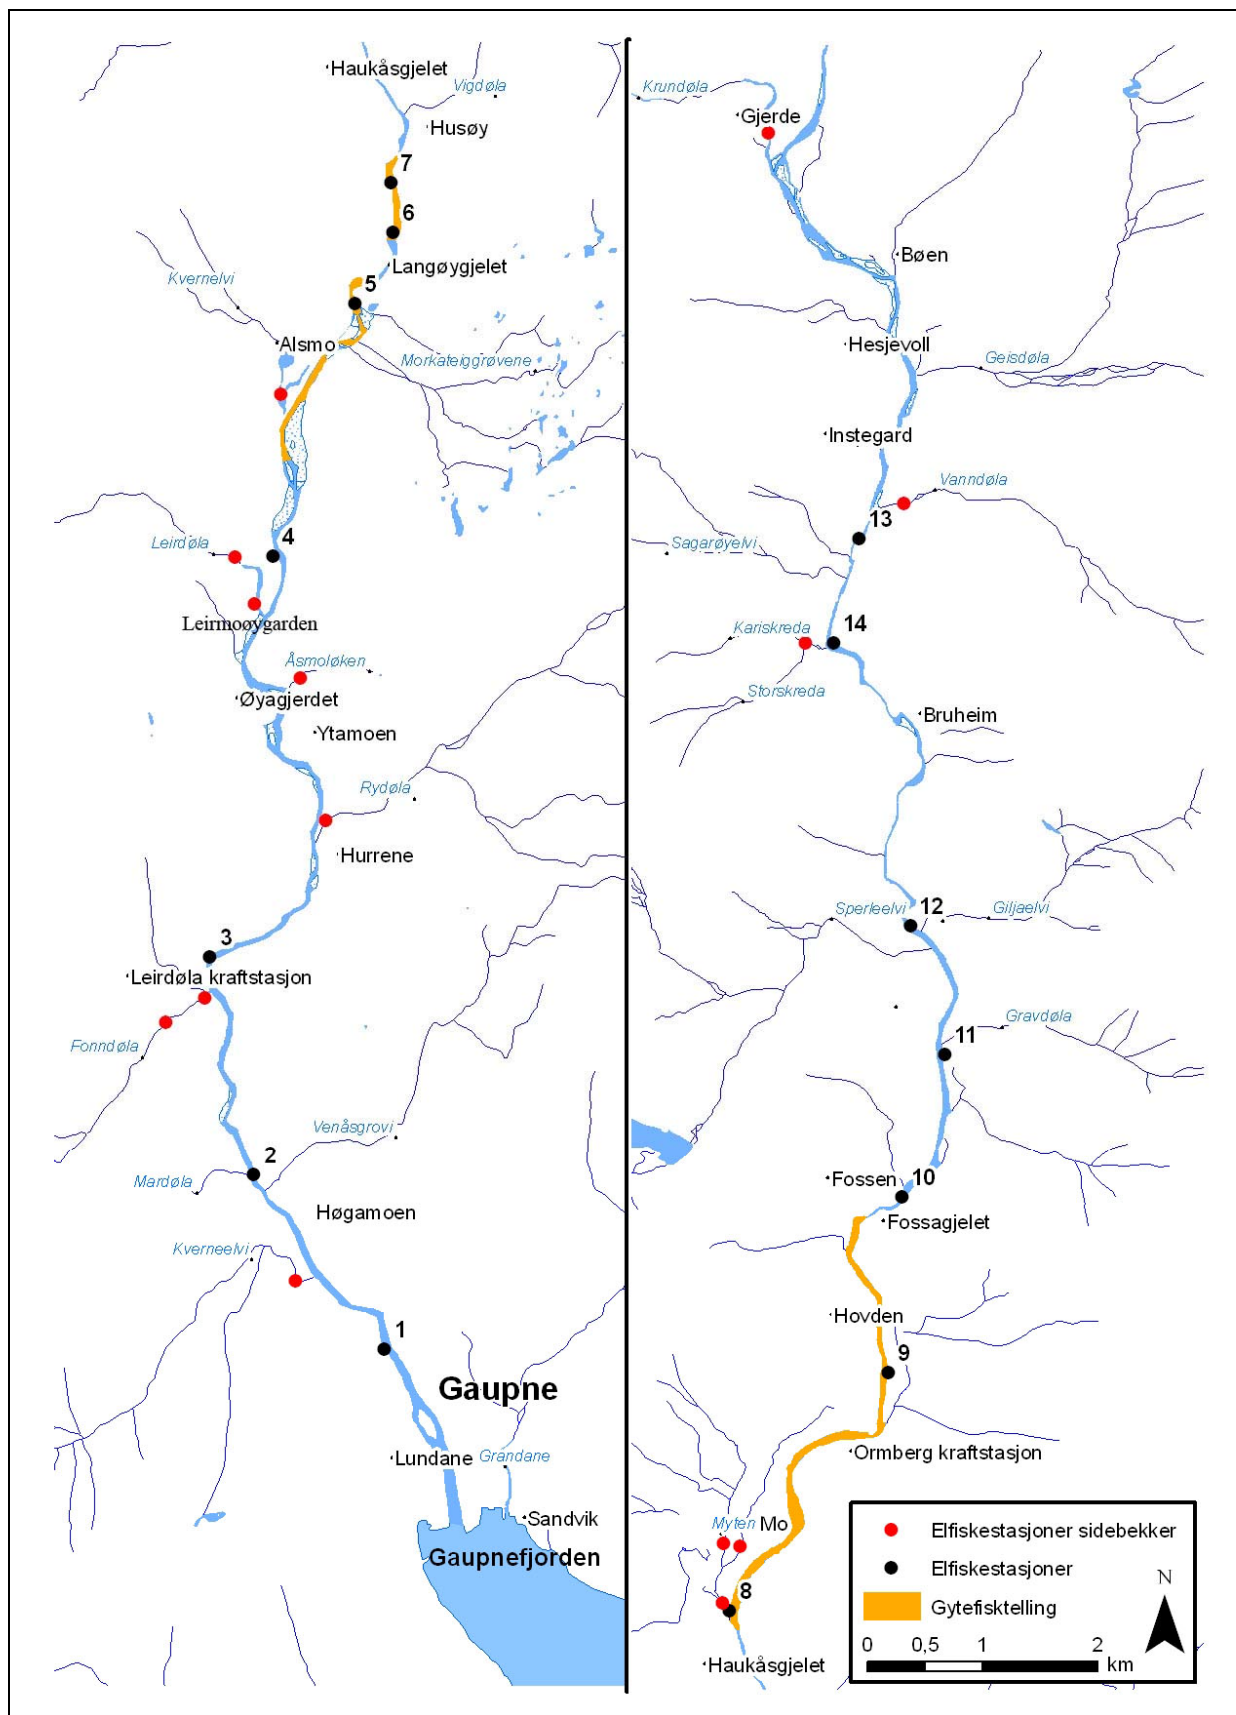 Haukåsgjelet
Vigdøla
Husøy
7
6
Langøygjelet
5
Kvernelvi
Alsmo
Morkateiggrøvene
4
Leirdøla
Leirmoøygarden
Åsmoløken
Øyagjerdet
Ytamoen
Rydøla
Hurrene
3
Leirdøla kraftstasjon
Fonndøla
Venåsgrovi
2
Mardøla
Høgamoen
Kverneelvi
1
Gaupne
Lundane
Grandane
Sandvik
Gaupnefjorden
Krundøla
Gjerde
Bøen
Hesjevoll
Geisdøla
Instegard
Vanndøla
13
Sagarøyelvi
Kariskreda
14
Storskreda
Bruheim
Sperleelvi
12
Giljaelvi
Gravdøla
11
Fossen
10
Fossagjelet
Hovden
9
Ormberg kraftstasjon
Myten
Mo
8
Haukåsgjelet
Elfiskestasjoner sidebekker
Elfiskestasjoner
Gytefisktelling
N
0 0,5 1 2
km